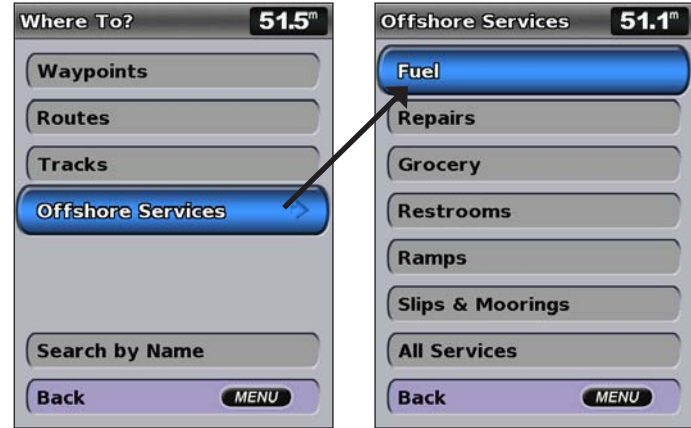 Where To? 51.5m
Waypoints
Routes
Tracks
Offshore Services
Search by Name
Back MENU
Offshore Services 51.1m
Fuel
Repairs
Grocery
Restrooms
Ramps
Slips & Moorings
All Services
Back MENU